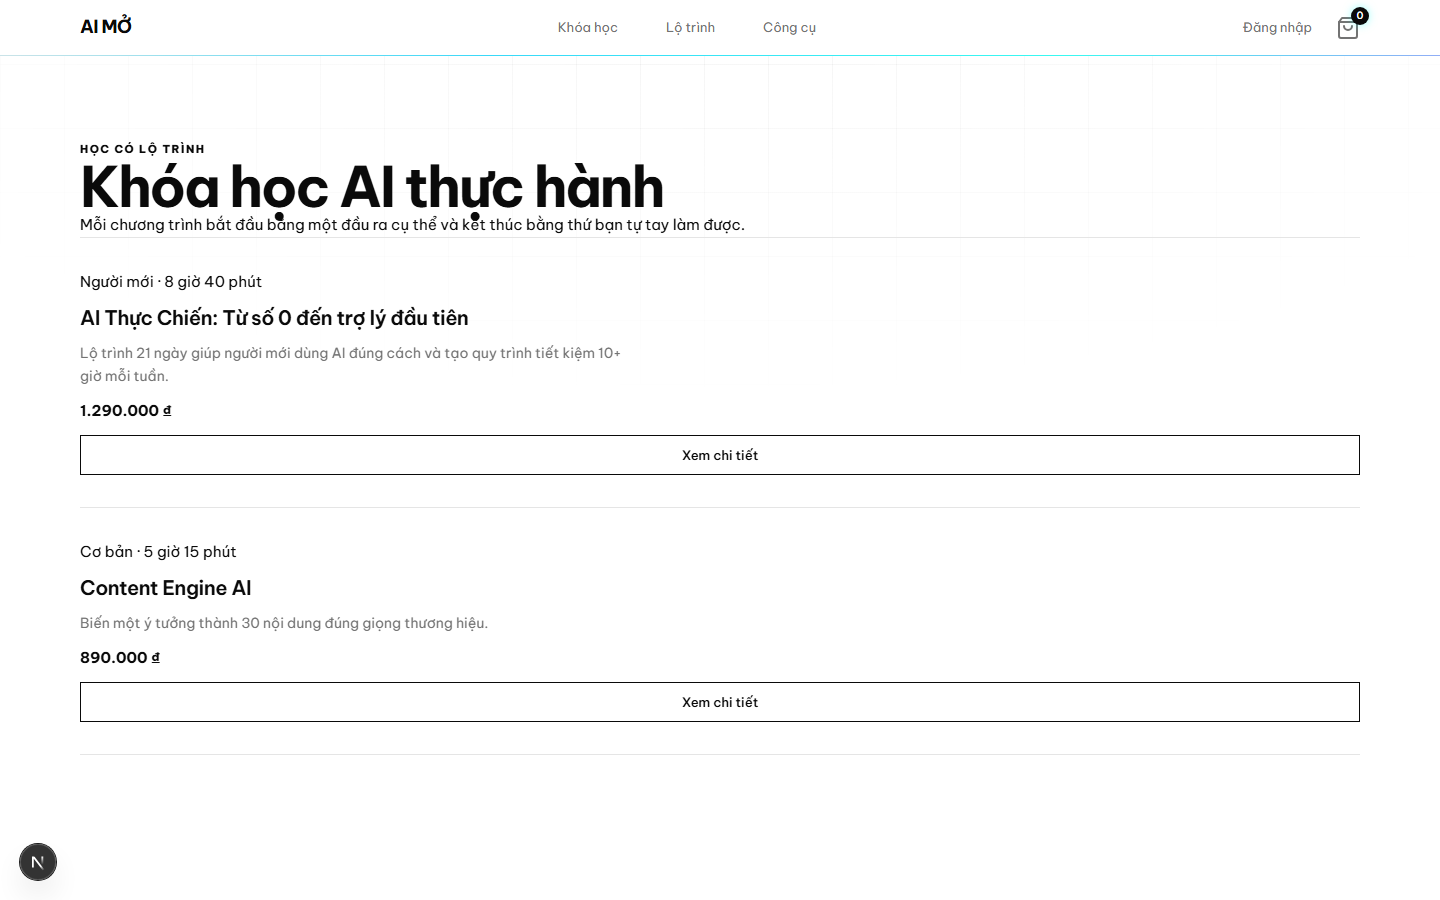 AI MỞ
Khóa học
Lộ trình
Công cụ
Đăng nhập
0
HỌC CÓ LỘ TRÌNH
Khóa học AI thực hành
Mỗi chương trình bắt đầu bằng một đầu ra cụ thể và kết thúc bằng thứ bạn tự tay làm được.
Người mới · 8 giờ 40 phút
AI Thực Chiến: Từ số 0 đến trợ lý đầu tiên
Lộ trình 21 ngày giúp người mới dùng AI đúng cách và tạo quy trình tiết kiệm 10+
giờ mỗi tuần.
1.290.000 ₫
Xem chi tiết
Cơ bản · 5 giờ 15 phút
Content Engine AI
Biến một ý tưởng thành 30 nội dung đúng giọng thương hiệu.
890.000 ₫
Xem chi tiết
N